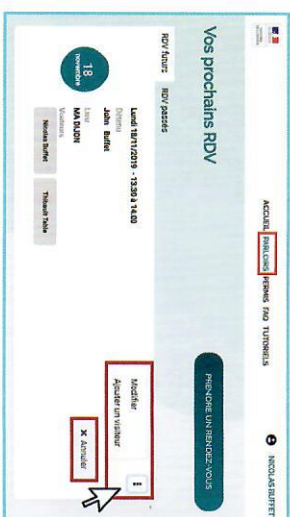 ACCUEIL PARLOIRS PERMIS FAQ TUTORIELS
NICOLAS BUFFET
Vos prochains RDV
PRENDRE UN RENDEZ-VOUS
RDV futurs RDV passés
18
novembre
Lundi 18/11/2019 - 13:30 à 14:00
Détenu
John Buffet
Lieu
MA DIJON
Visiteurs
Nicolas Buffet Thibault Table
Modifier
Ajouter un visiteur
✕ Annuler